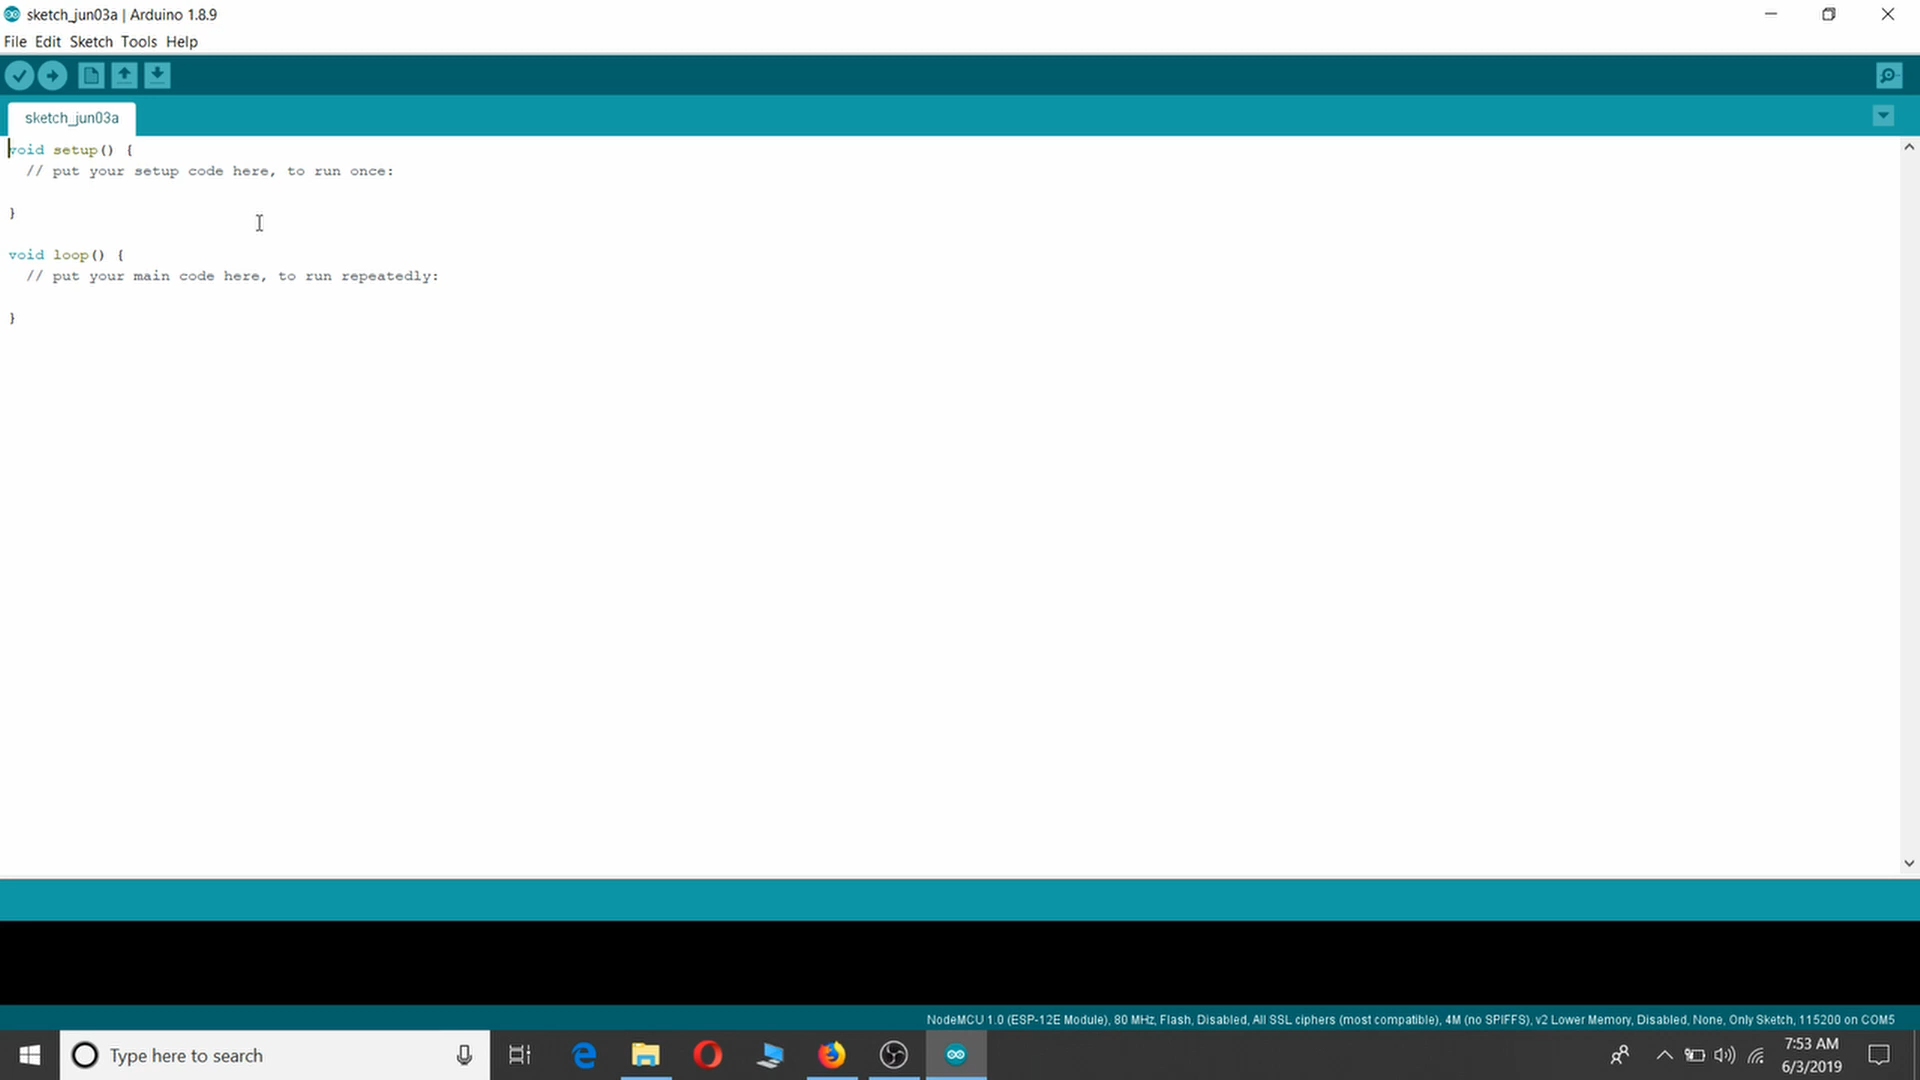 sketch_jun03a | Arduino 1.8.9
File Edit Sketch Tools Help
sketch_jun03a
void setup() {
// put your setup code here, to run once:
}
void loop() {
// put your main code here, to run repeatedly:
}
NodeMCU 1.0 (ESP-12E Module), 80 MHz, Flash, Disabled, All SSL ciphers (most compatible), 4M (no SPIFFS), v2 Lower Memory, Disabled, None, Only Sketch, 115200 on COM5
Type here to search
7:53 AM
6/3/2019